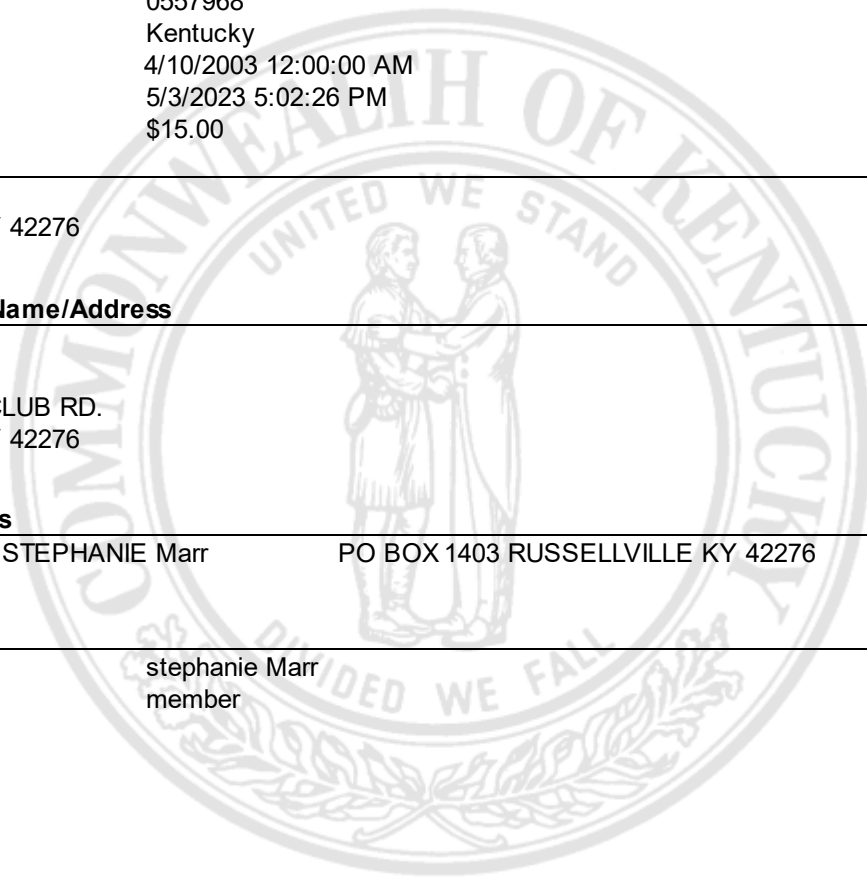 0557968
Kentucky
4/10/2003 12:00:00 AM
5/3/2023 5:02:26 PM
$15.00
42276
Name/Address
CLUB RD.
42276
s
STEPHANIE Marr PO BOX 1403 RUSSELLVILLE KY 42276
stephanie Marr
member
COMMONWEALTH OF KENTUCKY
UNITED WE STAND
DIVIDED WE FALL